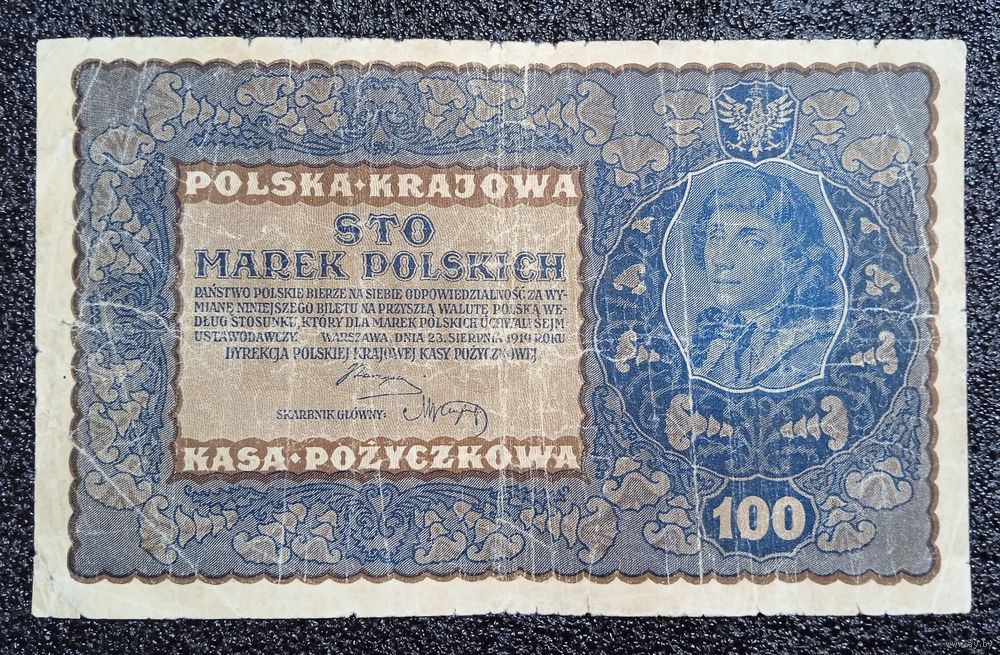 POLSKA·KRAJOWA
STO
MAREK POLSKICH
PAŃSTWO POLSKIE BIERZE NA SIEBIE ODPOWIEDZIALNOŚĆ ZA WY-
MIANĘ NINIEJSZEGO BILETU NA PRZYSZŁĄ WALUTĘ POLSKĄ WE-
DŁUG STOSUNKU, KTÓRY DLA MAREK POLSKICH UCHWALI SEJM
USTAWODAWCZY. WARSZAWA, DNIA 23. SIERPNIA 1919 ROKU
DYREKCJA POLSKIEJ KRAJOWEJ KASY POŻYCZKOWEJ
SKARBNIK GŁÓWNY:
KASA·POŻYCZKOWA
100